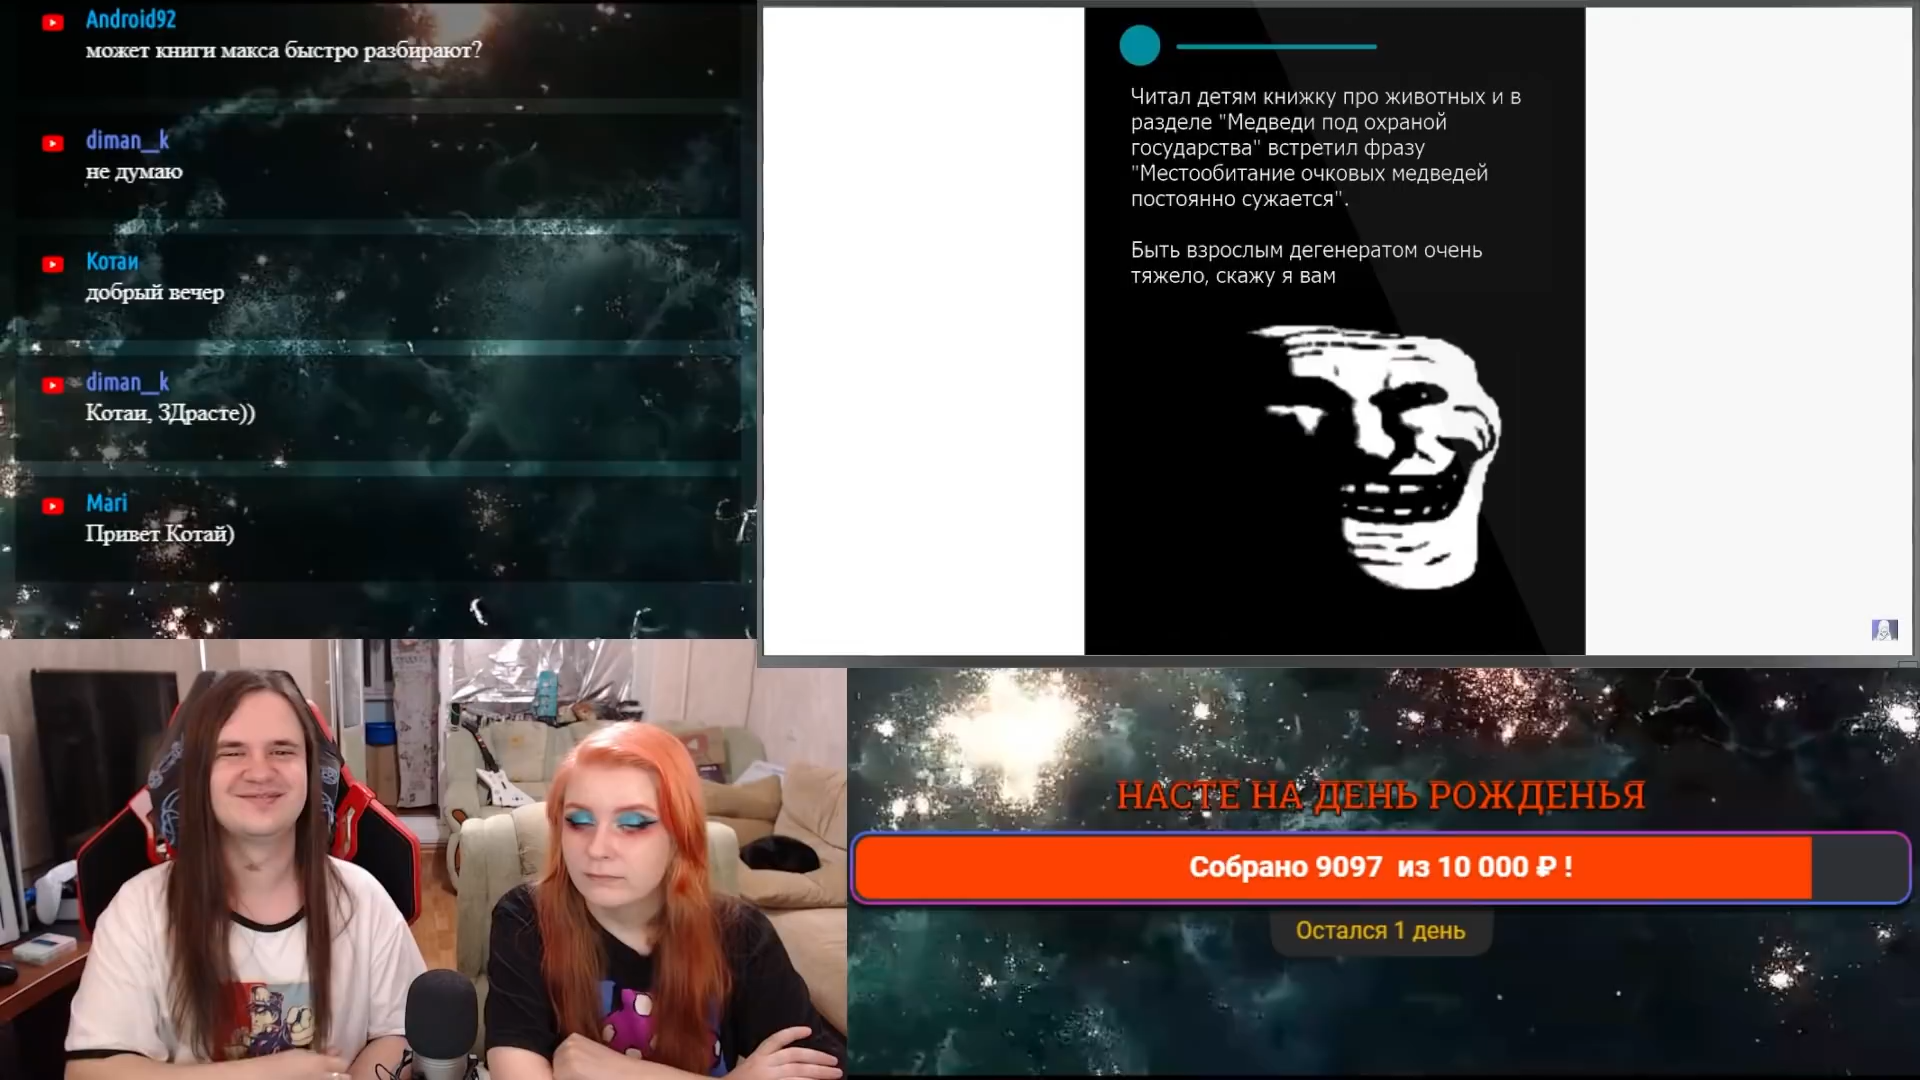 Android92
может книги макса быстро разбирают?
diman__k
не думаю
Котаи
добрый вечер
diman__k
Котаи, ЗДрасте))
Mari
Привет Котай)
Читал детям книжку про животных и в
разделе "Медведи под охраной
государства" встретил фразу
"Местообитание очковых медведей
постоянно сужается".
Быть взрослым дегенератом очень
тяжело, скажу я вам
НАСТЕ НА ДЕНЬ РОЖДЕНЬЯ
Собрано 9097 из 10 000 ₽ !
Остался 1 день